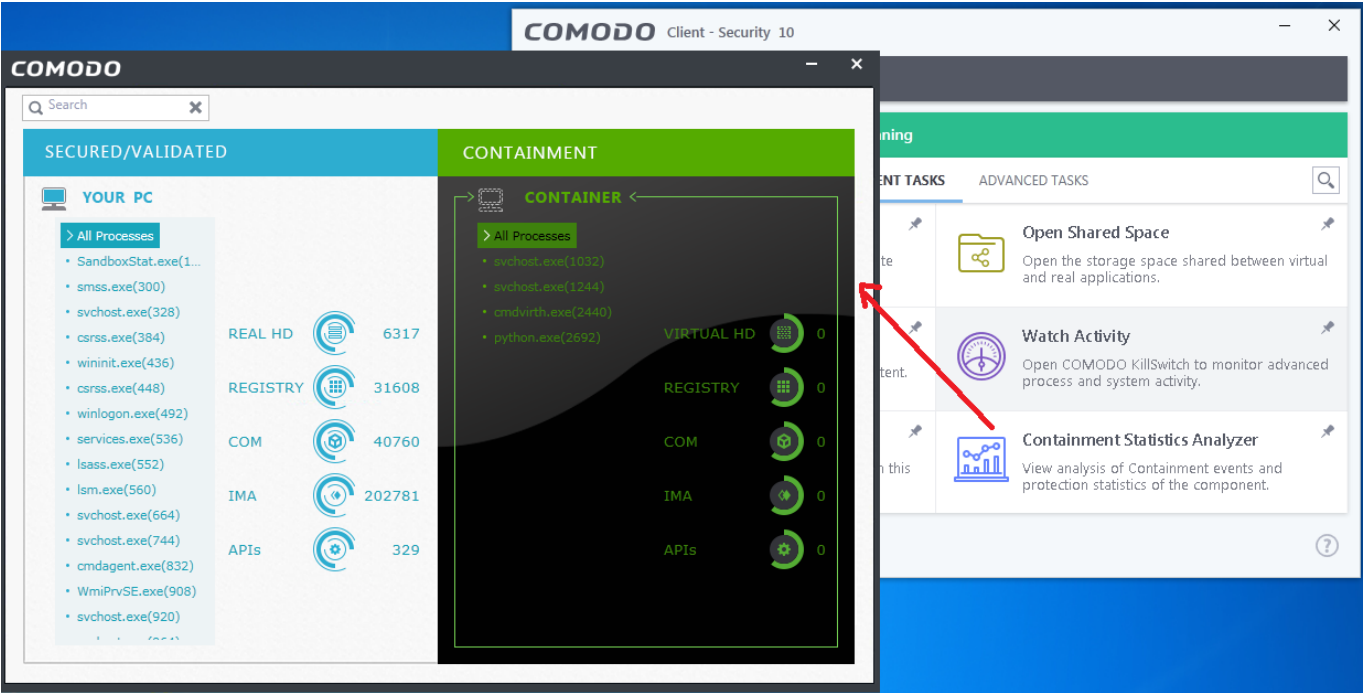 COMODO Client - Security 10
COMODO
Search
SECURED/VALIDATED
YOUR PC
> All Processes
• SandboxStat.exe(1...
• smss.exe(300)
• svchost.exe(328)
• csrss.exe(384)
• wininit.exe(436)
• csrss.exe(448)
• winlogon.exe(492)
• services.exe(536)
• lsass.exe(552)
• lsm.exe(560)
• svchost.exe(664)
• svchost.exe(744)
• cmdagent.exe(832)
• WmiPrvSE.exe(908)
• svchost.exe(920)
REAL HD 6317
REGISTRY 31608
COM 40760
IMA 202781
APIs 329
CONTAINMENT
CONTAINER
> All Processes
• svchost.exe(1032)
• svchost.exe(1244)
• cmdvirth.exe(2440)
• python.exe(2692)
VIRTUAL HD 0
REGISTRY 0
COM 0
IMA 0
APIs 0
ning
ENT TASKS ADVANCED TASKS
te
tent.
n this
Open Shared Space
Open the storage space shared between virtual
and real applications.
Watch Activity
Open COMODO KillSwitch to monitor advanced
process and system activity.
Containment Statistics Analyzer
View analysis of Containment events and
protection statistics of the component.
?